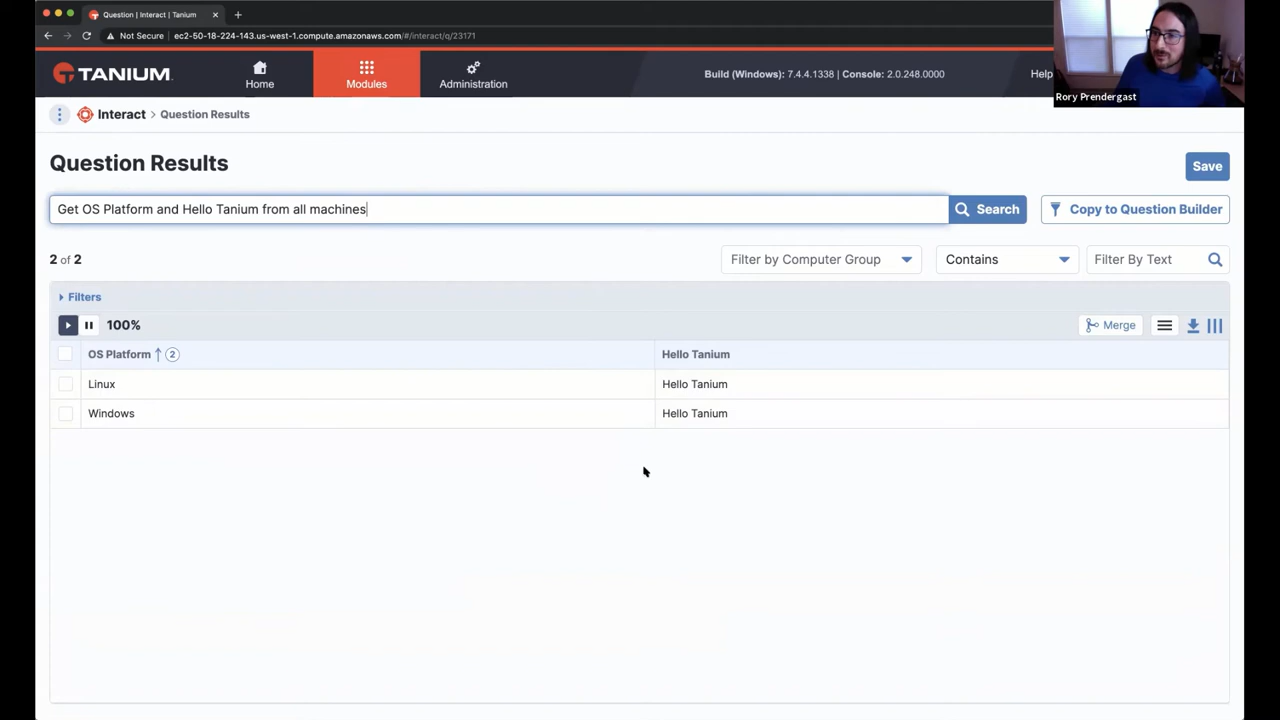 Question | Interact | Tanium
Not Secure | ec2-50-18-224-143.us-west-1.compute.amazonaws.com/#/interact/q/23171
TANIUM
Home
Modules
Administration
Build (Windows): 7.4.4.1338 | Console: 2.0.248.0000
Help
Rory Prendergast
Interact > Question Results
Question Results
Save
Get OS Platform and Hello Tanium from all machines
Search
Copy to Question Builder
2 of 2
Filter by Computer Group
Contains
Filter By Text
Filters
100%
Merge
OS Platform ↑ 2
Hello Tanium
Linux
Hello Tanium
Windows
Hello Tanium